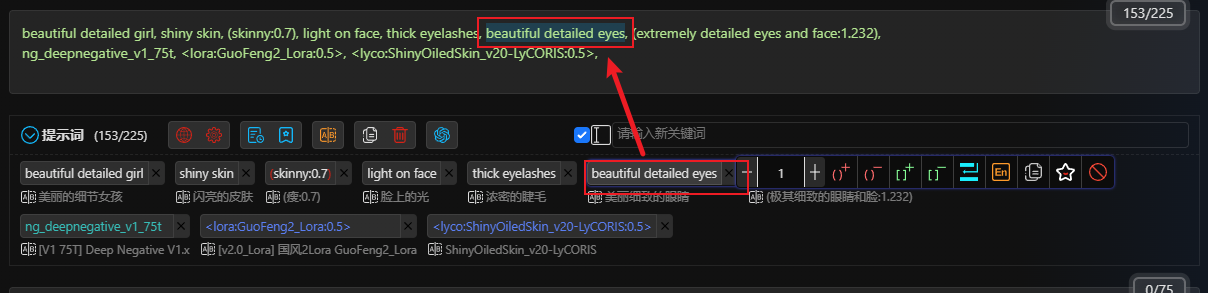 153/225
beautiful detailed girl, shiny skin, (skinny:0.7), light on face, thick eyelashes, beautiful detailed eyes, (extremely detailed eyes and face:1.232),
ng_deepnegative_v1_75t, <lora:GuoFeng2_Lora:0.5>, <lyco:ShinyOiledSkin_v20-LyCORIS:0.5>,
提示词 (153/225) 请输入新关键词
beautiful detailed girl × shiny skin × (skinny:0.7) × light on face × thick eyelashes × beautiful detailed eyes × − 1 + ()+ ()− []+ []− En
美丽的细节女孩 闪亮的皮肤 (瘦:0.7) 脸上的光 浓密的睫毛 美丽细致的眼睛 (极其细致的眼睛和脸:1.232)
ng_deepnegative_v1_75t × <lora:GuoFeng2_Lora:0.5> × <lyco:ShinyOiledSkin_v20-LyCORIS:0.5> ×
[V1 75T] Deep Negative V1.x [v2.0_Lora] 国风2Lora GuoFeng2_Lora ShinyOiledSkin_v20-LyCORIS
0/75